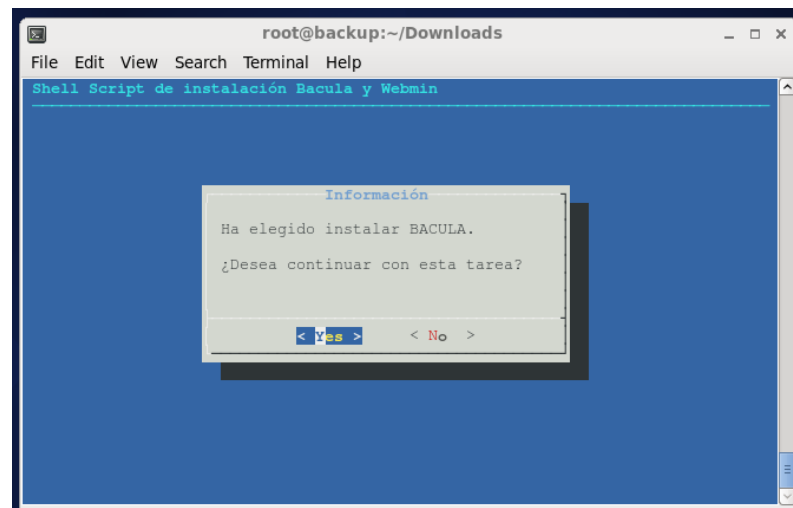 root@backup:~/Downloads
File Edit View Search Terminal Help
Shell Script de instalación Bacula y Webmin
Información
Ha elegido instalar BACULA.
¿Desea continuar con esta tarea?
< Yes > < No >